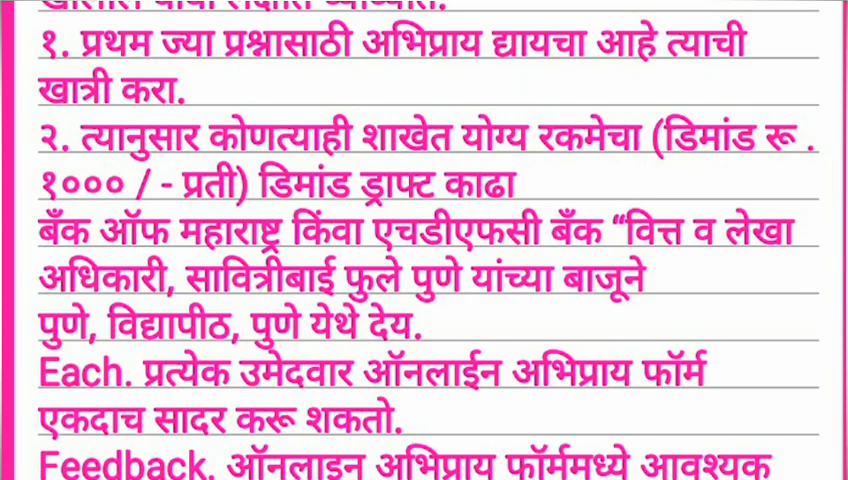 खालील बाबी लक्षात घ्याव्यात.
१. प्रथम ज्या प्रश्नासाठी अभिप्राय द्यायचा आहे त्याची
खात्री करा.
२. त्यानुसार कोणत्याही शाखेत योग्य रकमेचा (डिमांड रू .
१००० / - प्रती) डिमांड ड्राफ्ट काढा
बँक ऑफ महाराष्ट्र किंवा एचडीएफसी बँक “वित्त व लेखा
अधिकारी, सावित्रीबाई फुले पुणे यांच्या बाजूने
पुणे, विद्यापीठ, पुणे येथे देय.
Each. प्रत्येक उमेदवार ऑनलाईन अभिप्राय फॉर्म
एकदाच सादर करू शकतो.
Feedback. ऑनलाइन अभिप्राय फॉर्ममध्ये आवश्यक